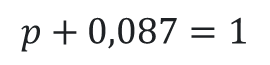 p + 0,087 = 1